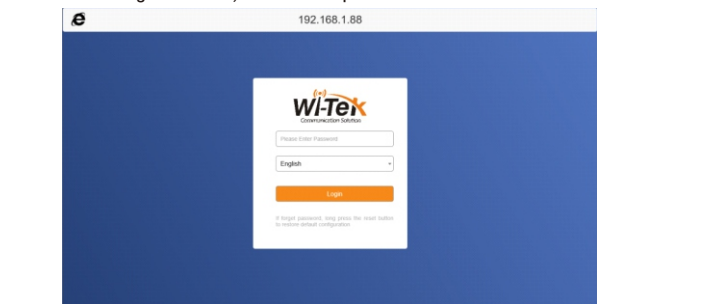 192.168.1.88
Wi-Tek
Communication Solution
Please Enter Password
English
Login
If forget password, long press the reset button
to restore default configuration